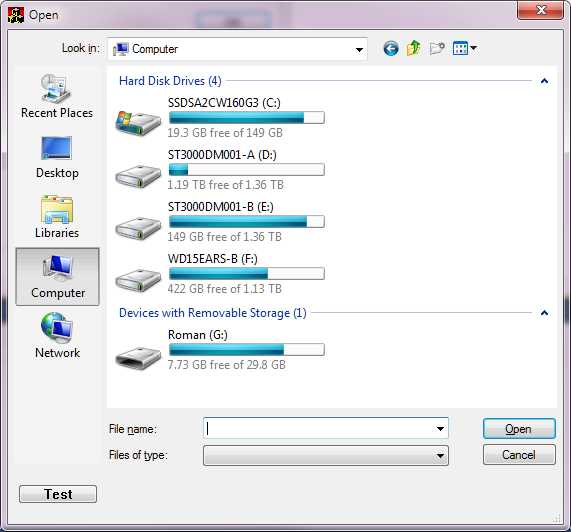 Open
Look in:
Computer
Recent Places
Desktop
Libraries
Computer
Network
Hard Disk Drives (4)
SSDSA2CW160G3 (C:)
19.3 GB free of 149 GB
ST3000DM001-A (D:)
1.19 TB free of 1.36 TB
ST3000DM001-B (E:)
149 GB free of 1.36 TB
WD15EARS-B (F:)
422 GB free of 1.13 TB
Devices with Removable Storage (1)
Roman (G:)
7.73 GB free of 29.8 GB
File name:
Open
Files of type:
Cancel
Test